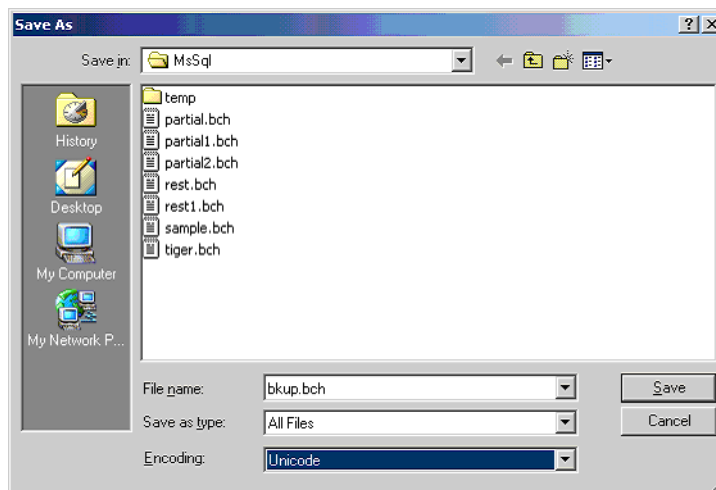 Save As
Save in: MsSql
temp
partial.bch
partial1.bch
partial2.bch
rest.bch
rest1.bch
sample.bch
tiger.bch
History
Desktop
My Computer
My Network P...
File name: bkup.bch Save
Save as type: All Files Cancel
Encoding: Unicode